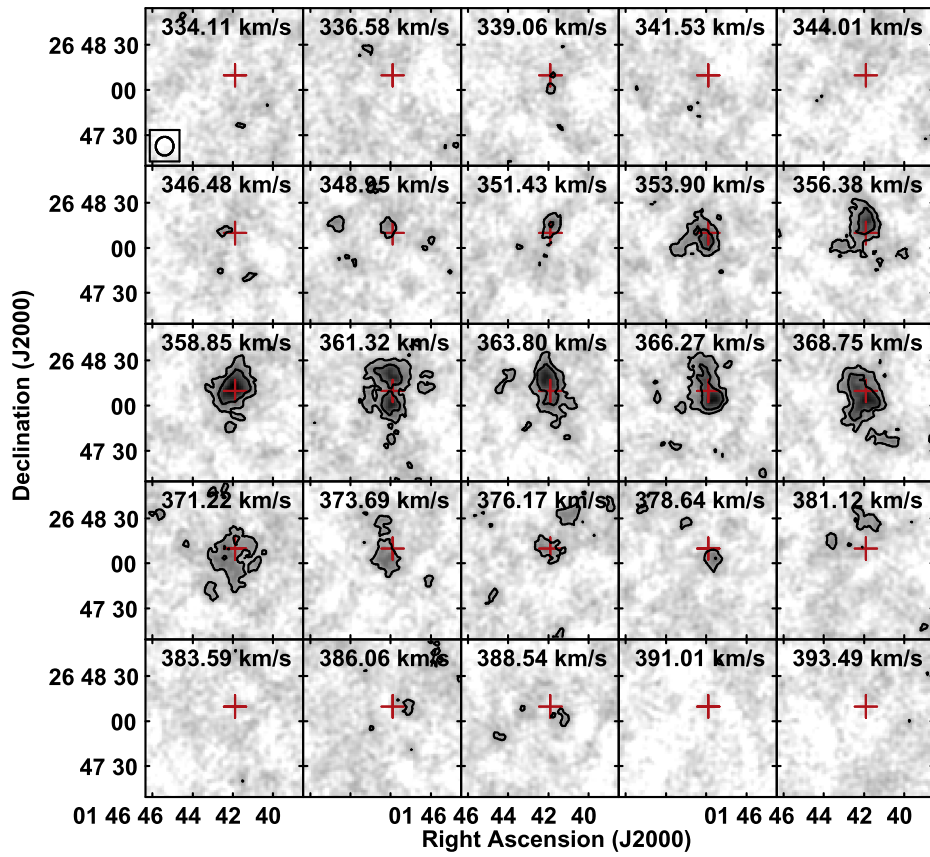 334.11 km/s 336.58 km/s 339.06 km/s 341.53 km/s 344.01 km/s
26 48 30
00
47 30
346.48 km/s 348.95 km/s 351.43 km/s 353.90 km/s 356.38 km/s
26 48 30
00
47 30
358.85 km/s 361.32 km/s 363.80 km/s 366.27 km/s 368.75 km/s
26 48 30
00
47 30
371.22 km/s 373.69 km/s 376.17 km/s 378.64 km/s 381.12 km/s
26 48 30
00
47 30
383.59 km/s 386.06 km/s 388.54 km/s 391.01 km/s 393.49 km/s
26 48 30
00
47 30
01 46 46 44 42 40 01 46 46 44 42 40
Right Ascension (J2000)
Declination (J2000)